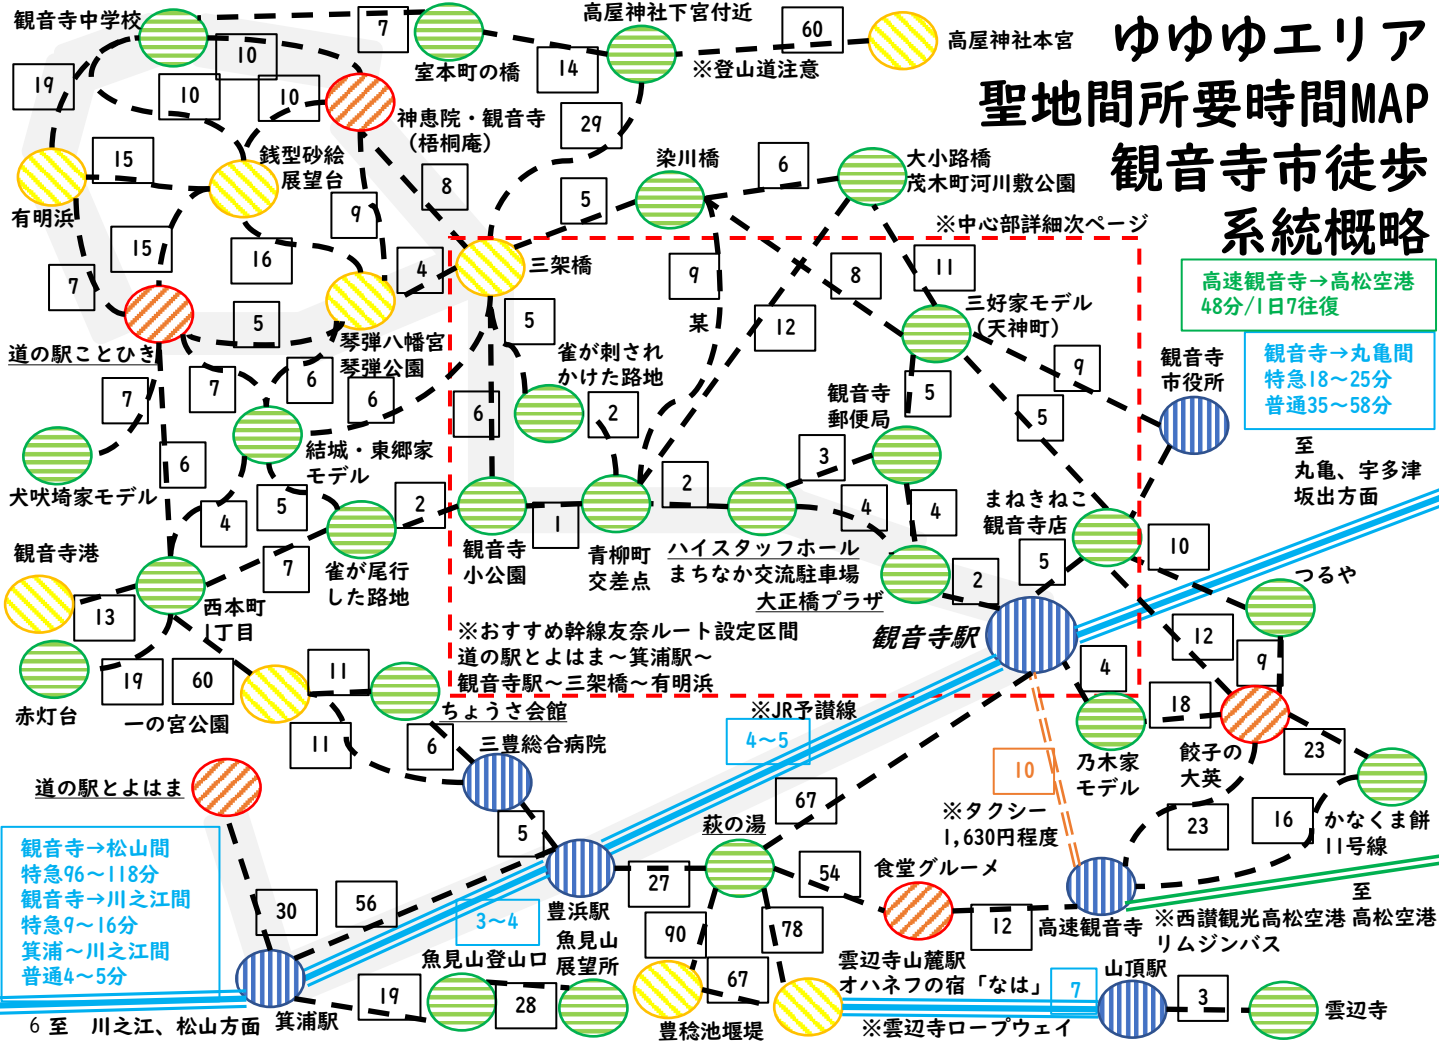 ゆゆゆエリア
聖地間所要時間MAP
観音寺市徒歩
系統概略
観音寺中学校
7
室本町の橋
14
高屋神社下宮付近
60
※登山道注意
高屋神社本宮
19
10
10
10
神恵院・観音寺
（梧桐庵）
29
15
銭型砂絵
展望台
有明浜
8
9
染川橋
6
大小路橋
茂木町河川敷公園
5
15
16
4
三架橋
※中心部詳細次ページ
7
5
道の駅ことひき
琴弾八幡宮
琴弾公園
5
9
某
8
11
12
三好家モデル
（天神町）
高速観音寺→高松空港
48分/1日7往復
観音寺→丸亀間
特急18～25分
普通35～58分
観音寺
市役所
9
雀が刺され
かけた路地
7
7
6
6
6
2
観音寺
郵便局
5
5
至
丸亀、宇多津
坂出方面
犬吠埼家モデル
6
結城・東郷家
モデル
3
2
4
4
まねきねこ
観音寺店
4
5
2
1
観音寺港
7
雀が尾行
した路地
観音寺
小公園
青柳町
交差点
ハイスタッフホール
まちなか交流駐車場
大正橋プラザ
2
5
10
つるや
13
西本町
1丁目
※おすすめ幹線友奈ルート設定区間
道の駅とよはま～箕浦駅～
観音寺駅～三架橋～有明浜
観音寺駅
12
9
赤灯台
19
60
一の宮公園
11
ちょうさ会館
11
6
三豊総合病院
※JR予讃線
4～5
4
18
乃木家
モデル
餃子の
大英
23
道の駅とよはま
10
※タクシー
1,630円程度
67
萩の湯
5
23
16
かなくま餅
11号線
観音寺→松山間
特急96～118分
観音寺→川之江間
特急9～16分
箕浦～川之江間
普通4～5分
30
56
3～4
豊浜駅
27
54
食堂グルーメ
12
高速観音寺
※西讃観光高松空港
リムジンバス
至
高松空港
魚見山登山口
魚見山
展望所
90
78
67
雲辺寺山麓駅
オハネフの宿「なは」
7
山頂駅
3
雲辺寺
19
28
箕浦駅
豊稔池堰堤
※雲辺寺ロープウェイ
6
至　川之江、松山方面